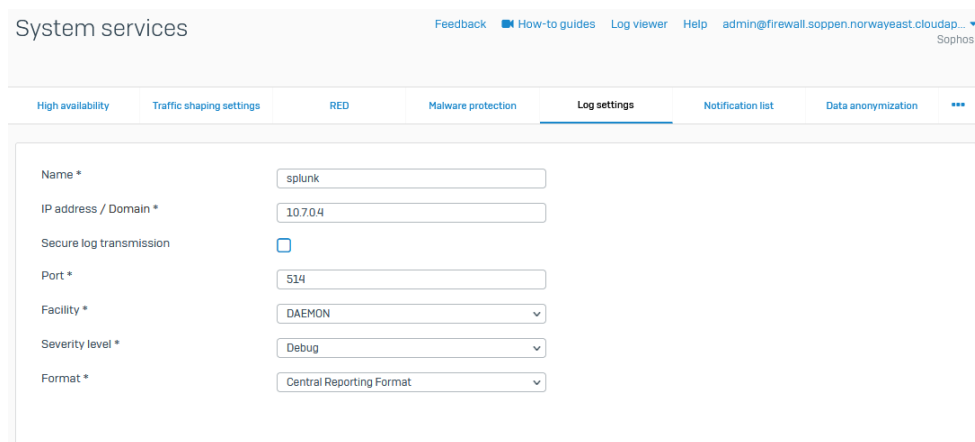 System services
Feedback How-to guides Log viewer Help admin@firewall.soppen.norwayeast.cloudap...
Sophos
High availability Traffic shaping settings RED Malware protection Log settings Notification list Data anonymization •••
Name * splunk
IP address / Domain * 10.7.0.4
Secure log transmission
Port * 514
Facility * DAEMON
Severity level * Debug
Format * Central Reporting Format